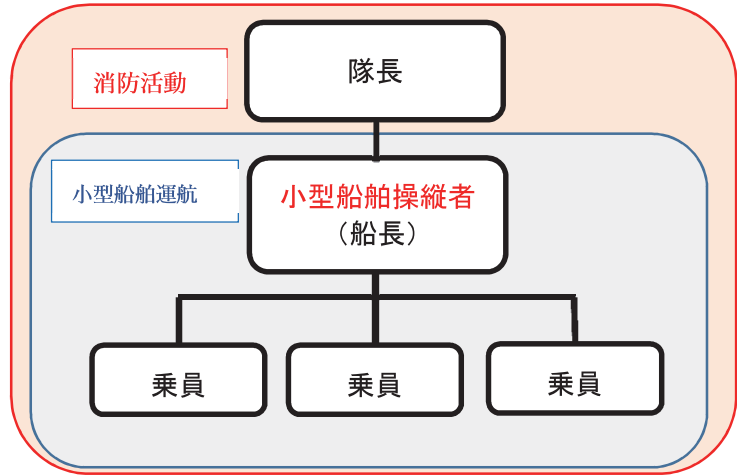 隊長
消防活動
小型船舶運航
小型船舶操縦者
（船長）
乗員
乗員
乗員